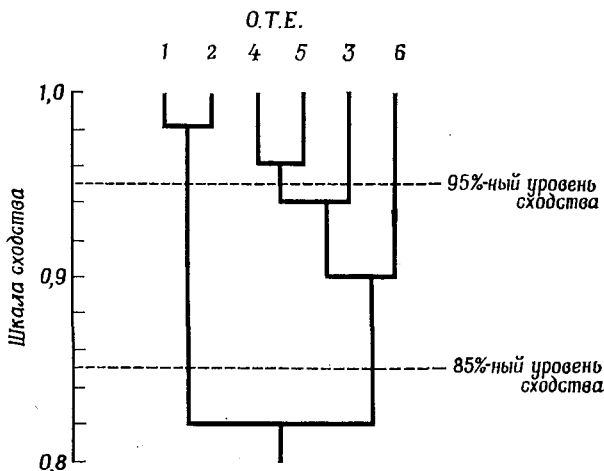 О.Т.Е.
1 2 4 5 3 6
1,0
95%-ный уровень
сходства
0,9
Шкала сходства
85%-ный уровень
сходства
0,8